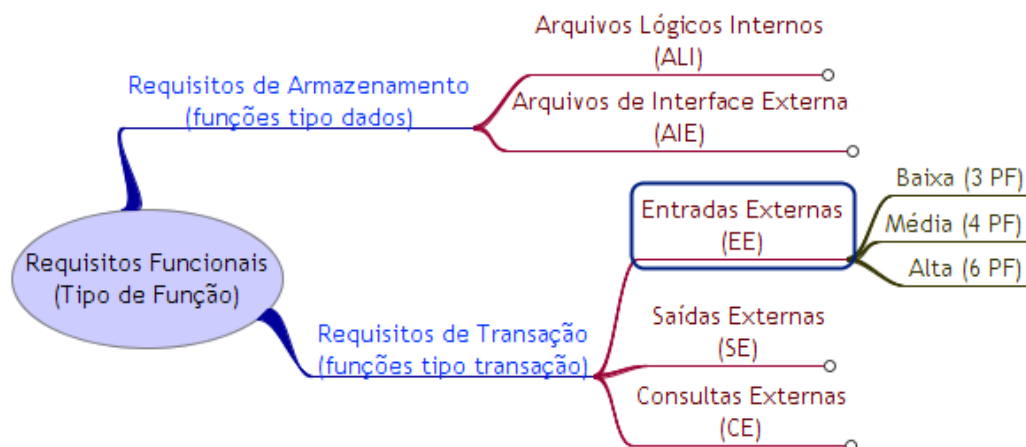 Arquivos Lógicos Internos
(ALI)
Requisitos de Armazenamento
(funções tipo dados)
Arquivos de Interface Externa
(AIE)
Baixa (3 PF)
Entradas Externas
(EE)
Média (4 PF)
Alta (6 PF)
Requisitos Funcionais
(Tipo de Função)
Requisitos de Transação
(funções tipo transação)
Saídas Externas
(SE)
Consultas Externas
(CE)